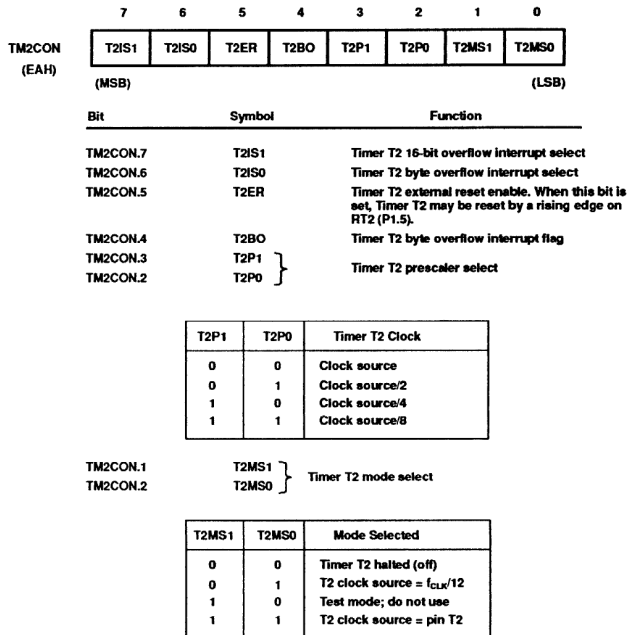 7 6 5 4 3 2 1 0
TM2CON T2IS1 T2IS0 T2ER T2BO T2P1 T2P0 T2MS1 T2MS0
(EAH)
(MSB) (LSB)
Bit Symbol Function
TM2CON.7 T2IS1 Timer T2 16-bit overflow interrupt select
TM2CON.6 T2IS0 Timer T2 byte overflow interrupt select
TM2CON.5 T2ER Timer T2 external reset enable. When this bit is
set, Timer T2 may be reset by a rising edge on
RT2 (P1.5).
TM2CON.4 T2BO Timer T2 byte overflow interrupt flag
TM2CON.3 T2P1
Timer T2 prescaler select
TM2CON.2 T2P0
T2P1 T2P0 Timer T2 Clock
0 0 Clock source
0 1 Clock source/2
1 0 Clock source/4
1 1 Clock source/8
TM2CON.1 T2MS1
Timer T2 mode select
TM2CON.2 T2MS0
T2MS1 T2MS0 Mode Selected
0 0 Timer T2 halted (off)
0 1 T2 clock source = fCLK/12
1 0 Test mode; do not use
1 1 T2 clock source = pin T2